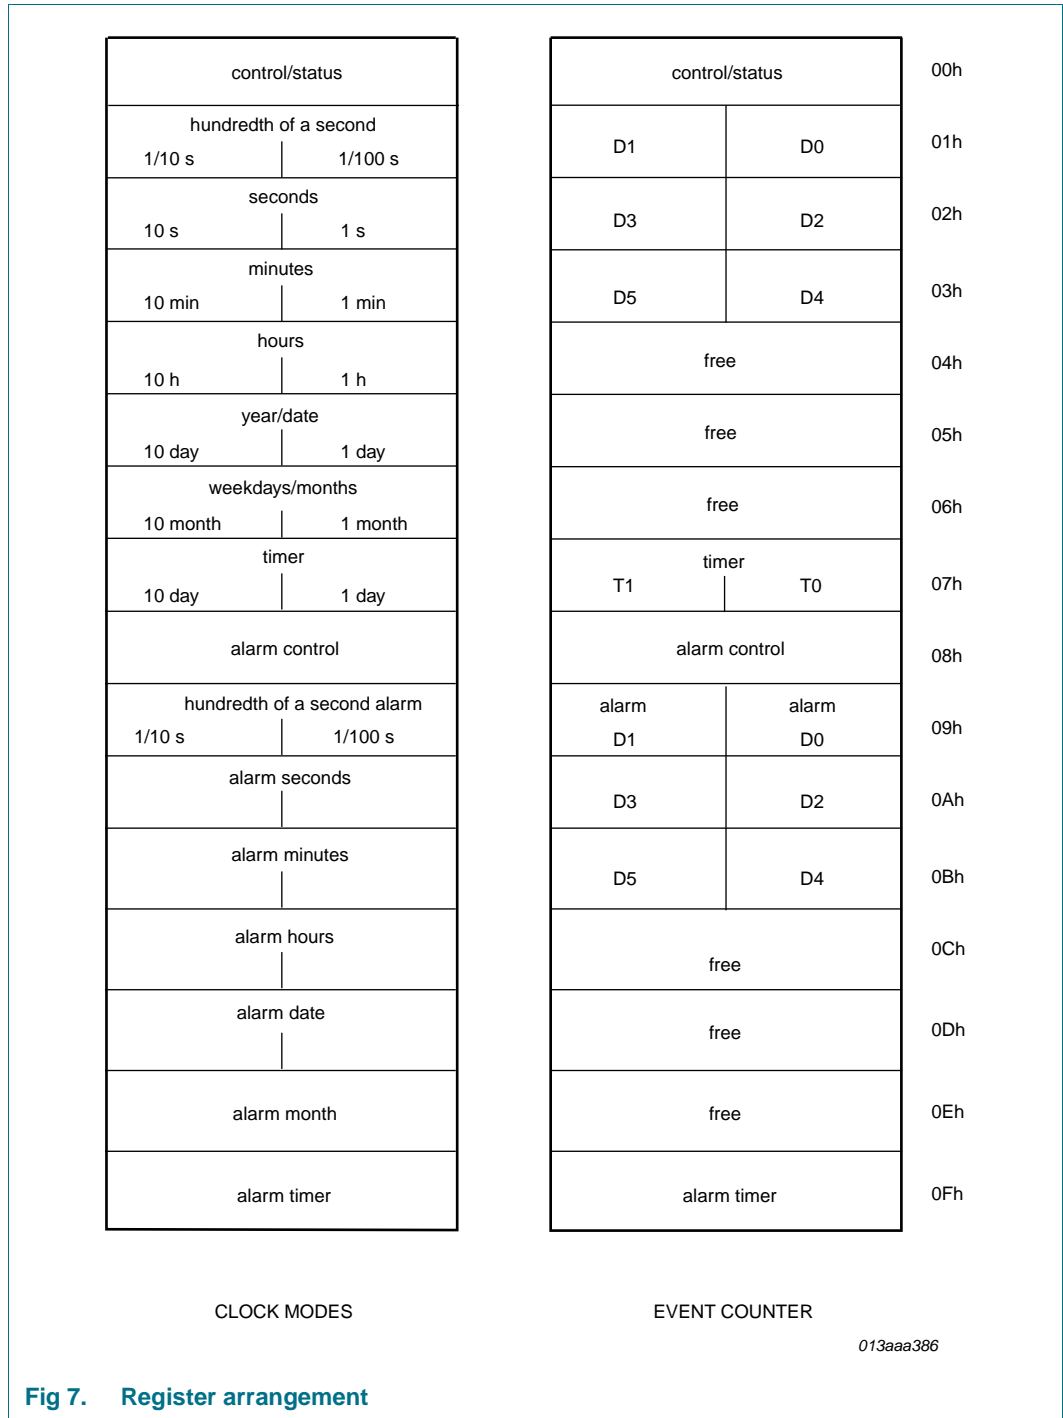 control/status control/status 00h
hundredth of a second
1/10 s 1/100 s D1 D0 01h
seconds
10 s 1 s D3 D2 02h
minutes
10 min 1 min D5 D4 03h
hours
10 h 1 h free 04h
year/date
10 day 1 day free 05h
weekdays/months
10 month 1 month free 06h
timer timer
10 day 1 day T1 T0 07h
alarm control alarm control 08h
hundredth of a second alarm alarm alarm
1/10 s 1/100 s D1 D0 09h
alarm seconds D3 D2 0Ah
alarm minutes D5 D4 0Bh
alarm hours free 0Ch
alarm date free 0Dh
alarm month free 0Eh
alarm timer alarm timer 0Fh
CLOCK MODES EVENT COUNTER
013aaa386
Fig 7. Register arrangement